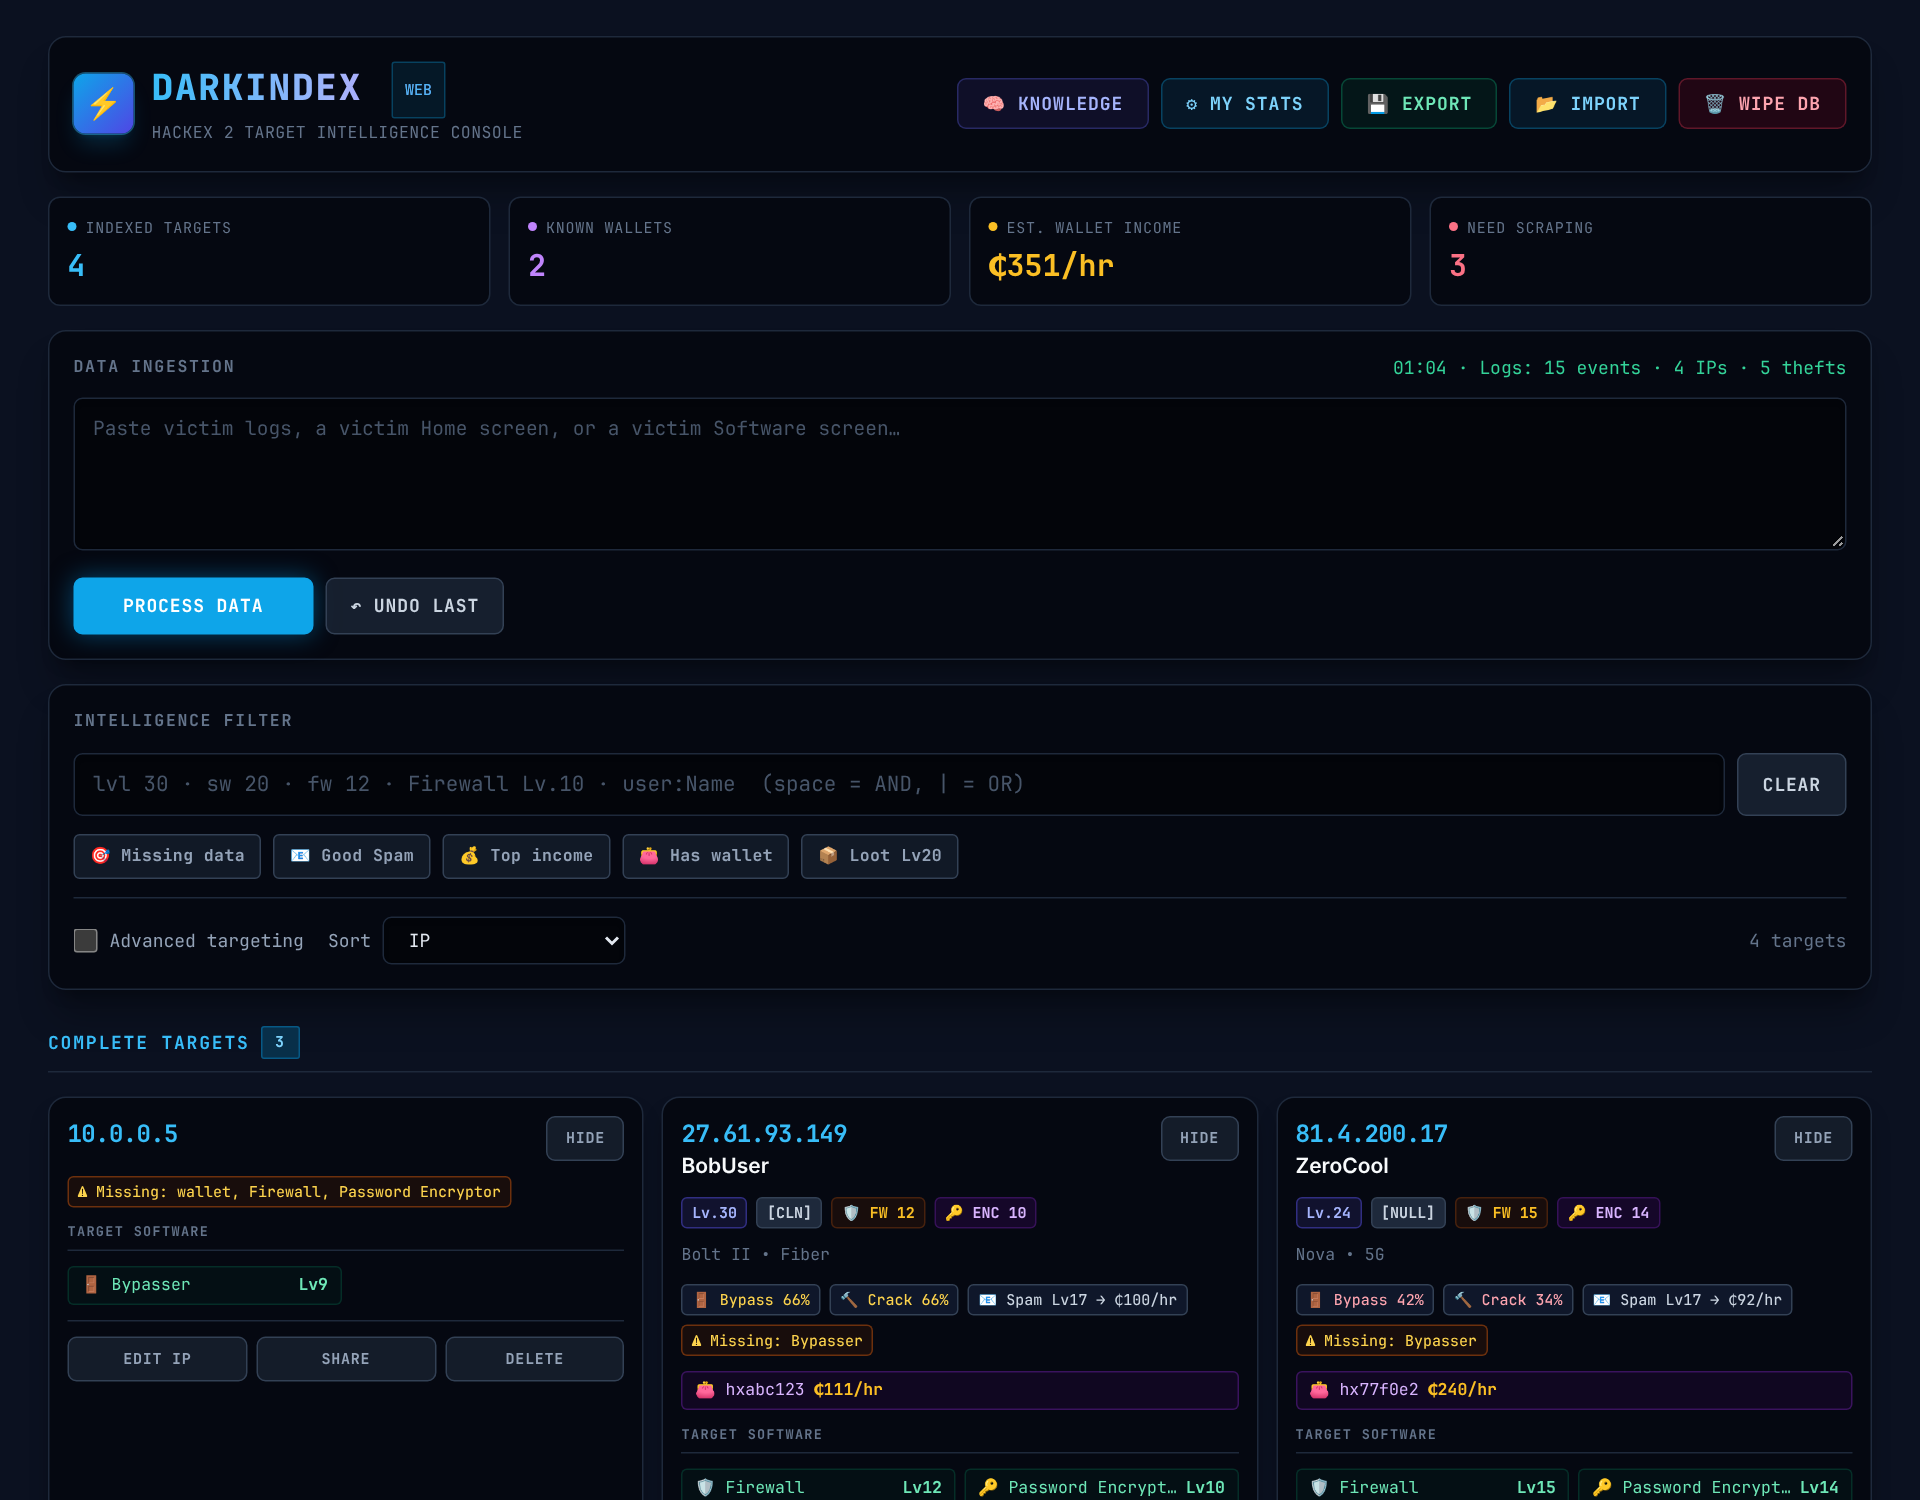 DARKINDEX WEB
HACKEX 2 TARGET INTELLIGENCE CONSOLE
🧠 KNOWLEDGE
⚙ MY STATS
💾 EXPORT
📂 IMPORT
🗑️ WIPE DB
INDEXED TARGETS
4
KNOWN WALLETS
2
EST. WALLET INCOME
₵351/hr
NEED SCRAPING
3
DATA INGESTION
01:04 · Logs: 15 events · 4 IPs · 5 thefts
Paste victim logs, a victim Home screen, or a victim Software screen…
PROCESS DATA
↶ UNDO LAST
INTELLIGENCE FILTER
lvl 30 · sw 20 · fw 12 · Firewall Lv.10 · user:Name (space = AND, | = OR)
CLEAR
🎯 Missing data
📧 Good Spam
💰 Top income
👛 Has wallet
📦 Loot Lv20
Advanced targeting
Sort
IP
4 targets
COMPLETE TARGETS 3
10.0.0.5
HIDE
⚠ Missing: wallet, Firewall, Password Encryptor
TARGET SOFTWARE
🚪 Bypasser Lv9
EDIT IP
SHARE
DELETE
27.61.93.149
HIDE
BobUser
Lv.30 [CLN] 🛡️ FW 12 🔑 ENC 10
Bolt II • Fiber
🚪 Bypass 66% 🔨 Crack 66% 📧 Spam Lv17 → ₵100/hr
⚠ Missing: Bypasser
👛 hxabc123 ₵111/hr
TARGET SOFTWARE
🛡️ Firewall Lv12
🔑 Password Encrypt… Lv10
81.4.200.17
HIDE
ZeroCool
Lv.24 [NULL] 🛡️ FW 15 🔑 ENC 14
Nova • 5G
🚪 Bypass 42% 🔨 Crack 34% 📧 Spam Lv17 → ₵92/hr
⚠ Missing: Bypasser
👛 hx77f0e2 ₵240/hr
TARGET SOFTWARE
🛡️ Firewall Lv15
🔑 Password Encrypt… Lv14